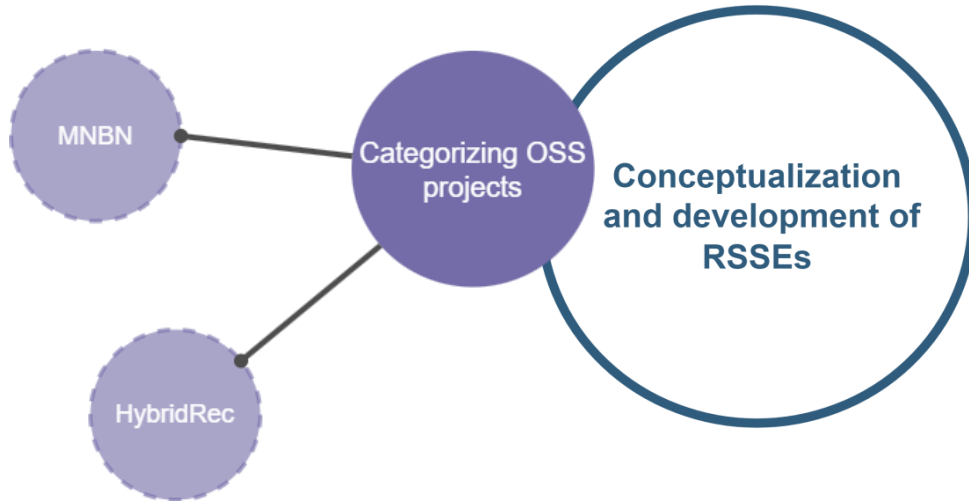 MNBN
Categorizing OSS
projects
Conceptualization
and development of
RSSEs
HybridRec